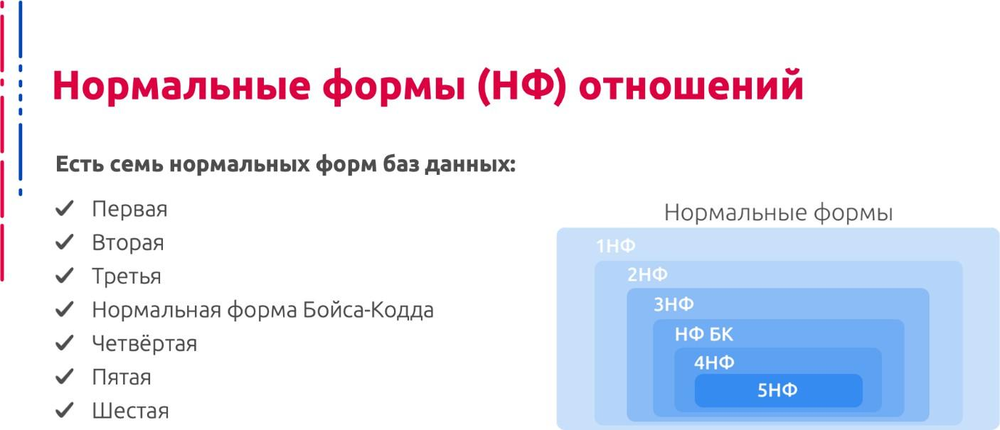 Нормальные формы (НФ) отношений
Есть семь нормальных форм баз данных:
Первая
Вторая
Третья
Нормальная форма Бойса-Кодда
Четвёртая
Пятая
Шестая
Нормальные формы
1НФ
2НФ
3НФ
НФ БК
4НФ
5НФ